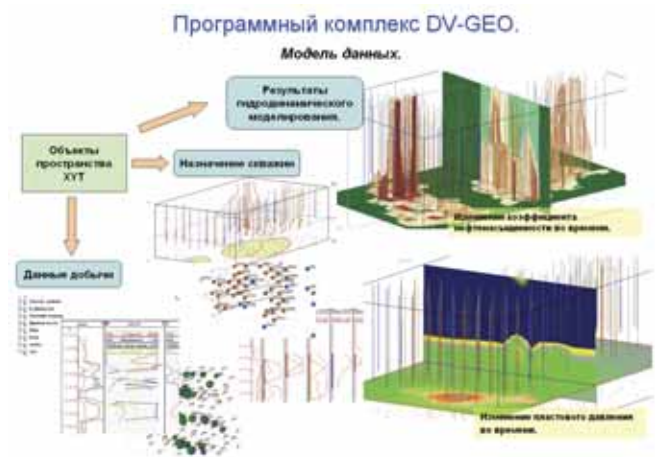 Программный комплекс DV-GEO.
Модель данных.
Результаты
гидродинамического
моделирования.
Объекты
пространства
XYT
Назначение скважин
Изменение коэффициента
нефтенасыщенности во времени.
Данные добычи
Изменение пластового давления
во времени.